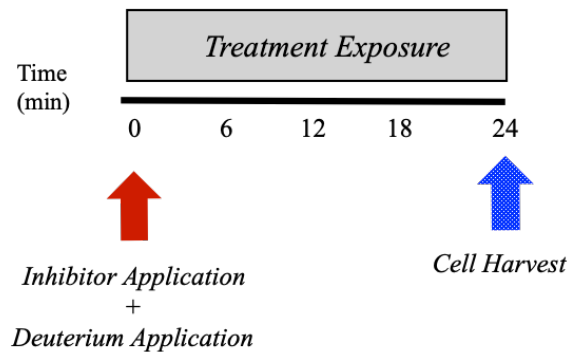 Treatment Exposure
Time
(min)
0 6 12 18 24
Inhibitor Application
+
Deuterium Application
Cell Harvest